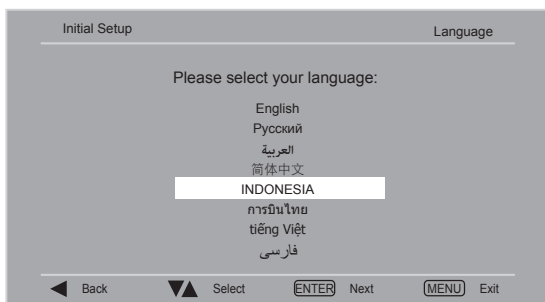 Initial Setup Language
Please select your language:
English
Русский
العربية
简体中文
INDONESIA
การบินไทย
tiếng Việt
فارسی
Back Select ENTER Next MENU Exit